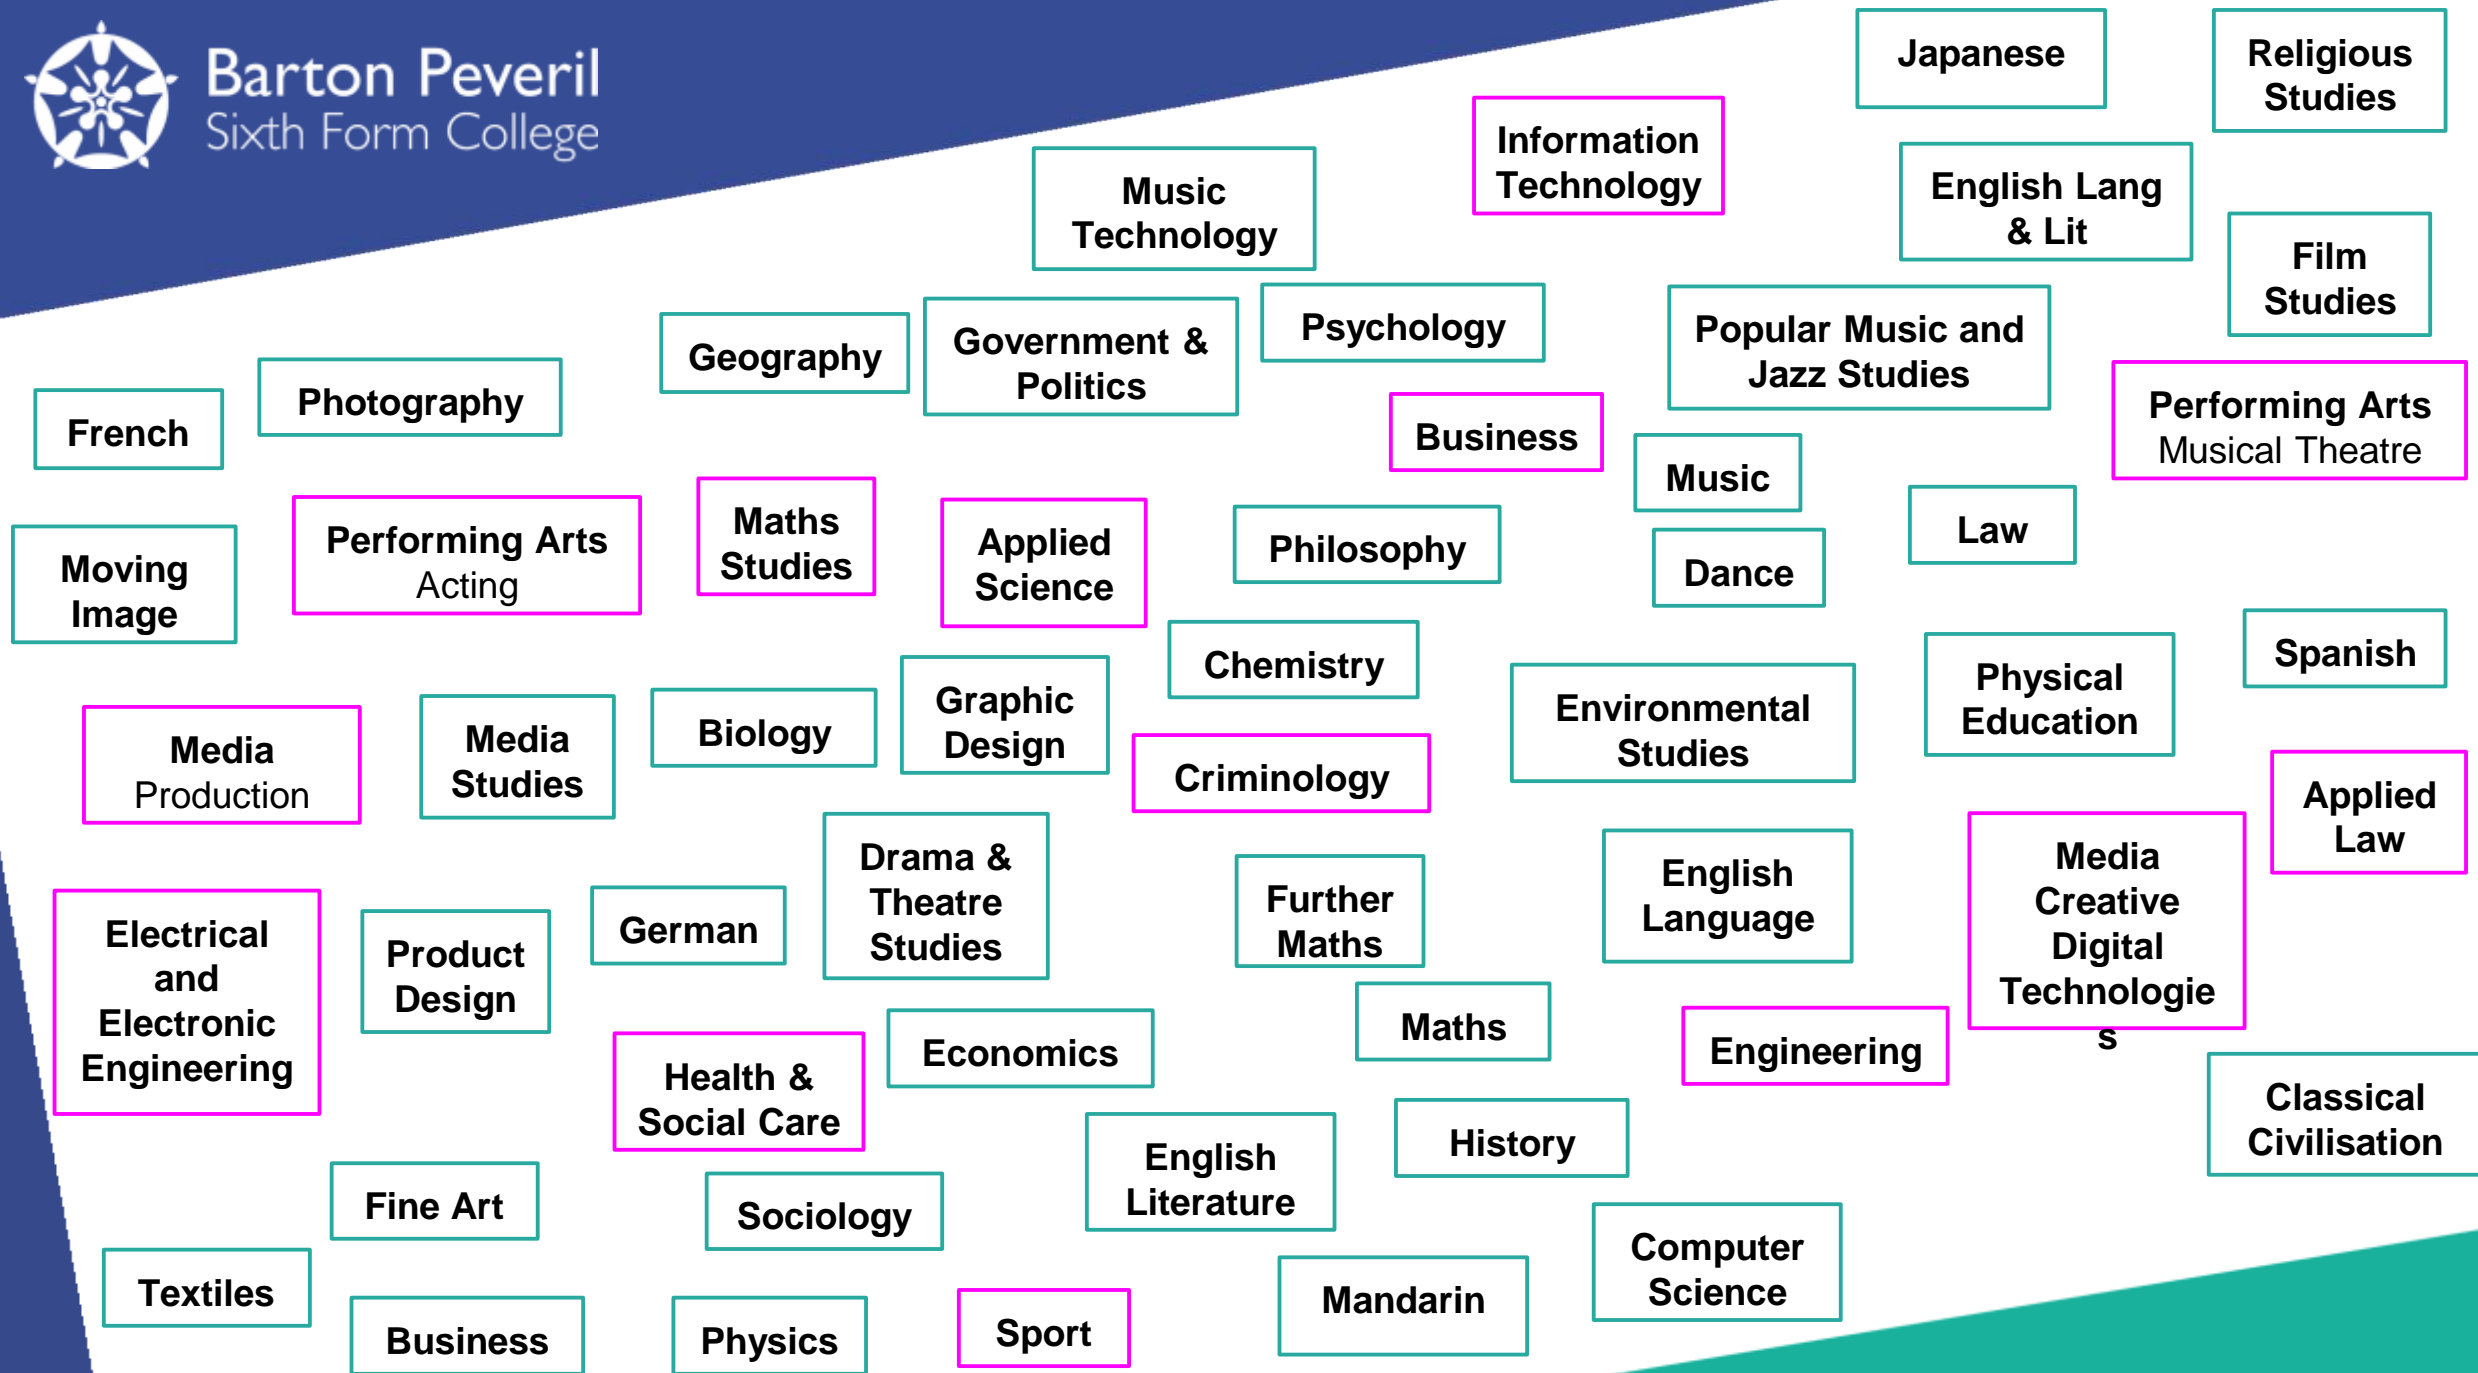 Barton Peveril
Sixth Form College
Japanese
Religious
Studies
Information
Technology
Music
Technology
English Lang
& Lit
Film
Studies
Geography
Government &
Politics
Psychology
Popular Music and
Jazz Studies
Photography
French
Business
Performing Arts
Musical Theatre
Music
Performing Arts
Acting
Maths
Studies
Applied
Science
Philosophy
Law
Dance
Moving
Image
Chemistry
Spanish
Physical
Education
Media
Production
Media
Studies
Biology
Graphic
Design
Environmental
Studies
Criminology
Applied
Law
Drama &
Theatre
Studies
Further
Maths
English
Language
Media
Creative
Digital
Technologie
s
Electrical
and
Electronic
Engineering
Product
Design
German
Maths
Engineering
Economics
Health &
Social Care
Classical
Civilisation
English
Literature
History
Fine Art
Sociology
Computer
Science
Textiles
Mandarin
Business
Physics
Sport